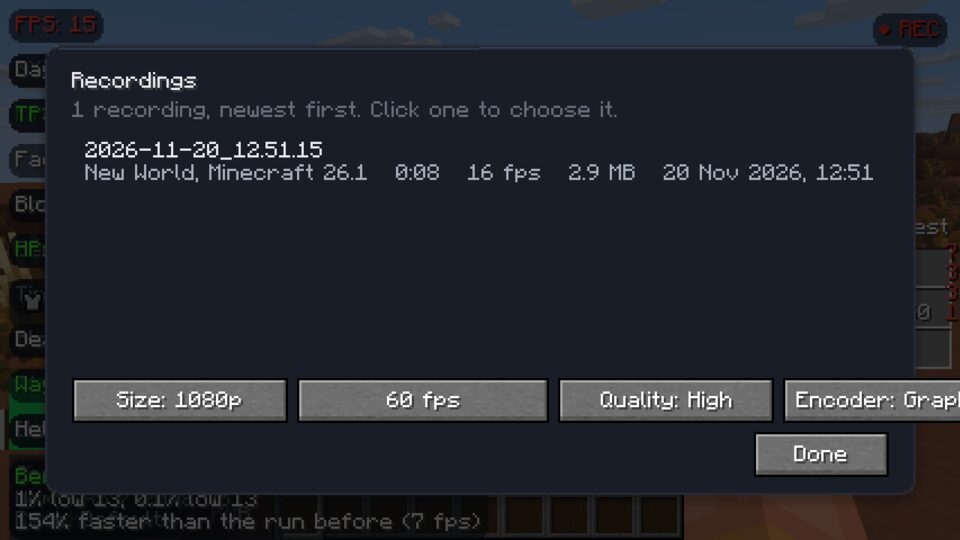 FPS: 15
REC
Recordings
1 recording, newest first. Click one to choose it.
2026-11-20_12.51.15
New World, Minecraft 26.1 0:08 16 fps 2.9 MB 20 Nov 2026, 12:51
Size: 1080p
60 fps
Quality: High
Encoder: Grap
Done
1% low 13, 0.1% low 13
154% faster than the run before (7 fps)